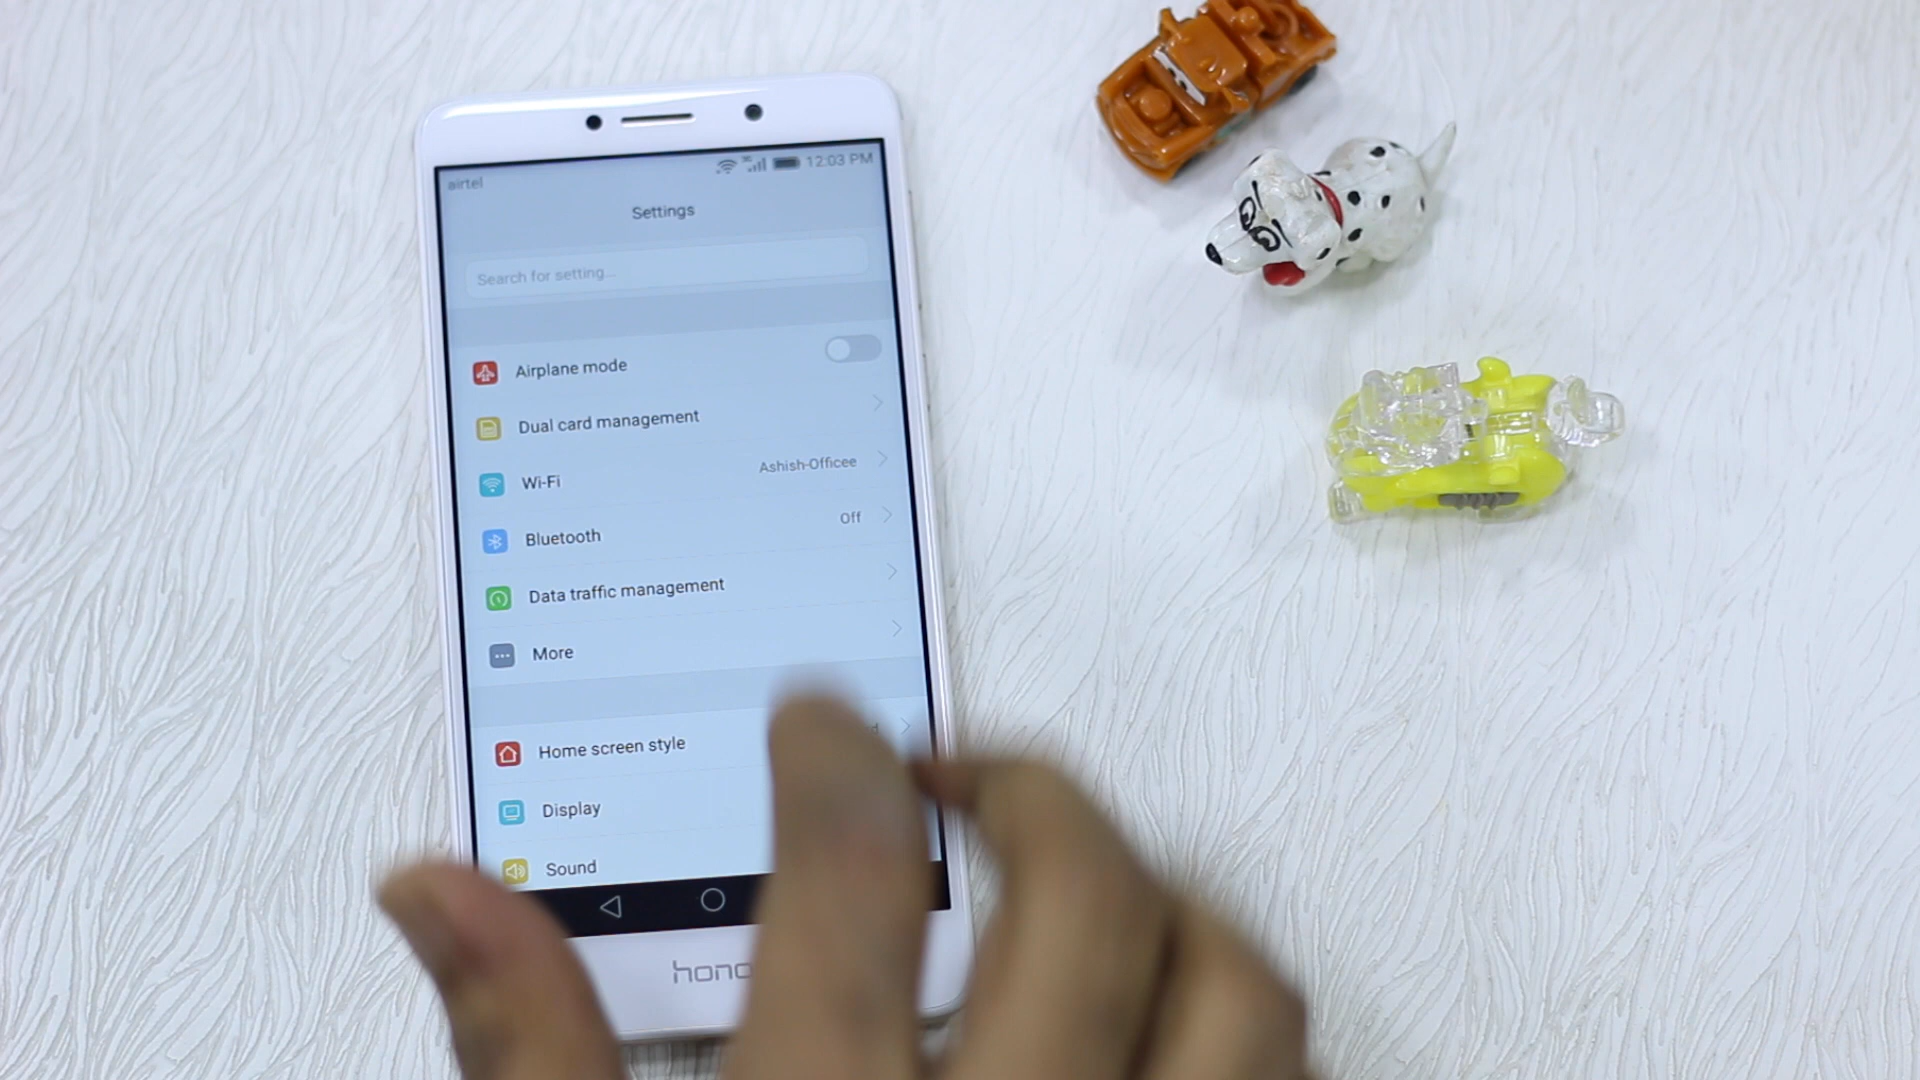 airtel 12:03 PM
Settings
Search for setting...
Airplane mode
Dual card management
Wi-Fi Ashish-Officee
Bluetooth Off
Data traffic management
More
Home screen style
Display
Sound
hono